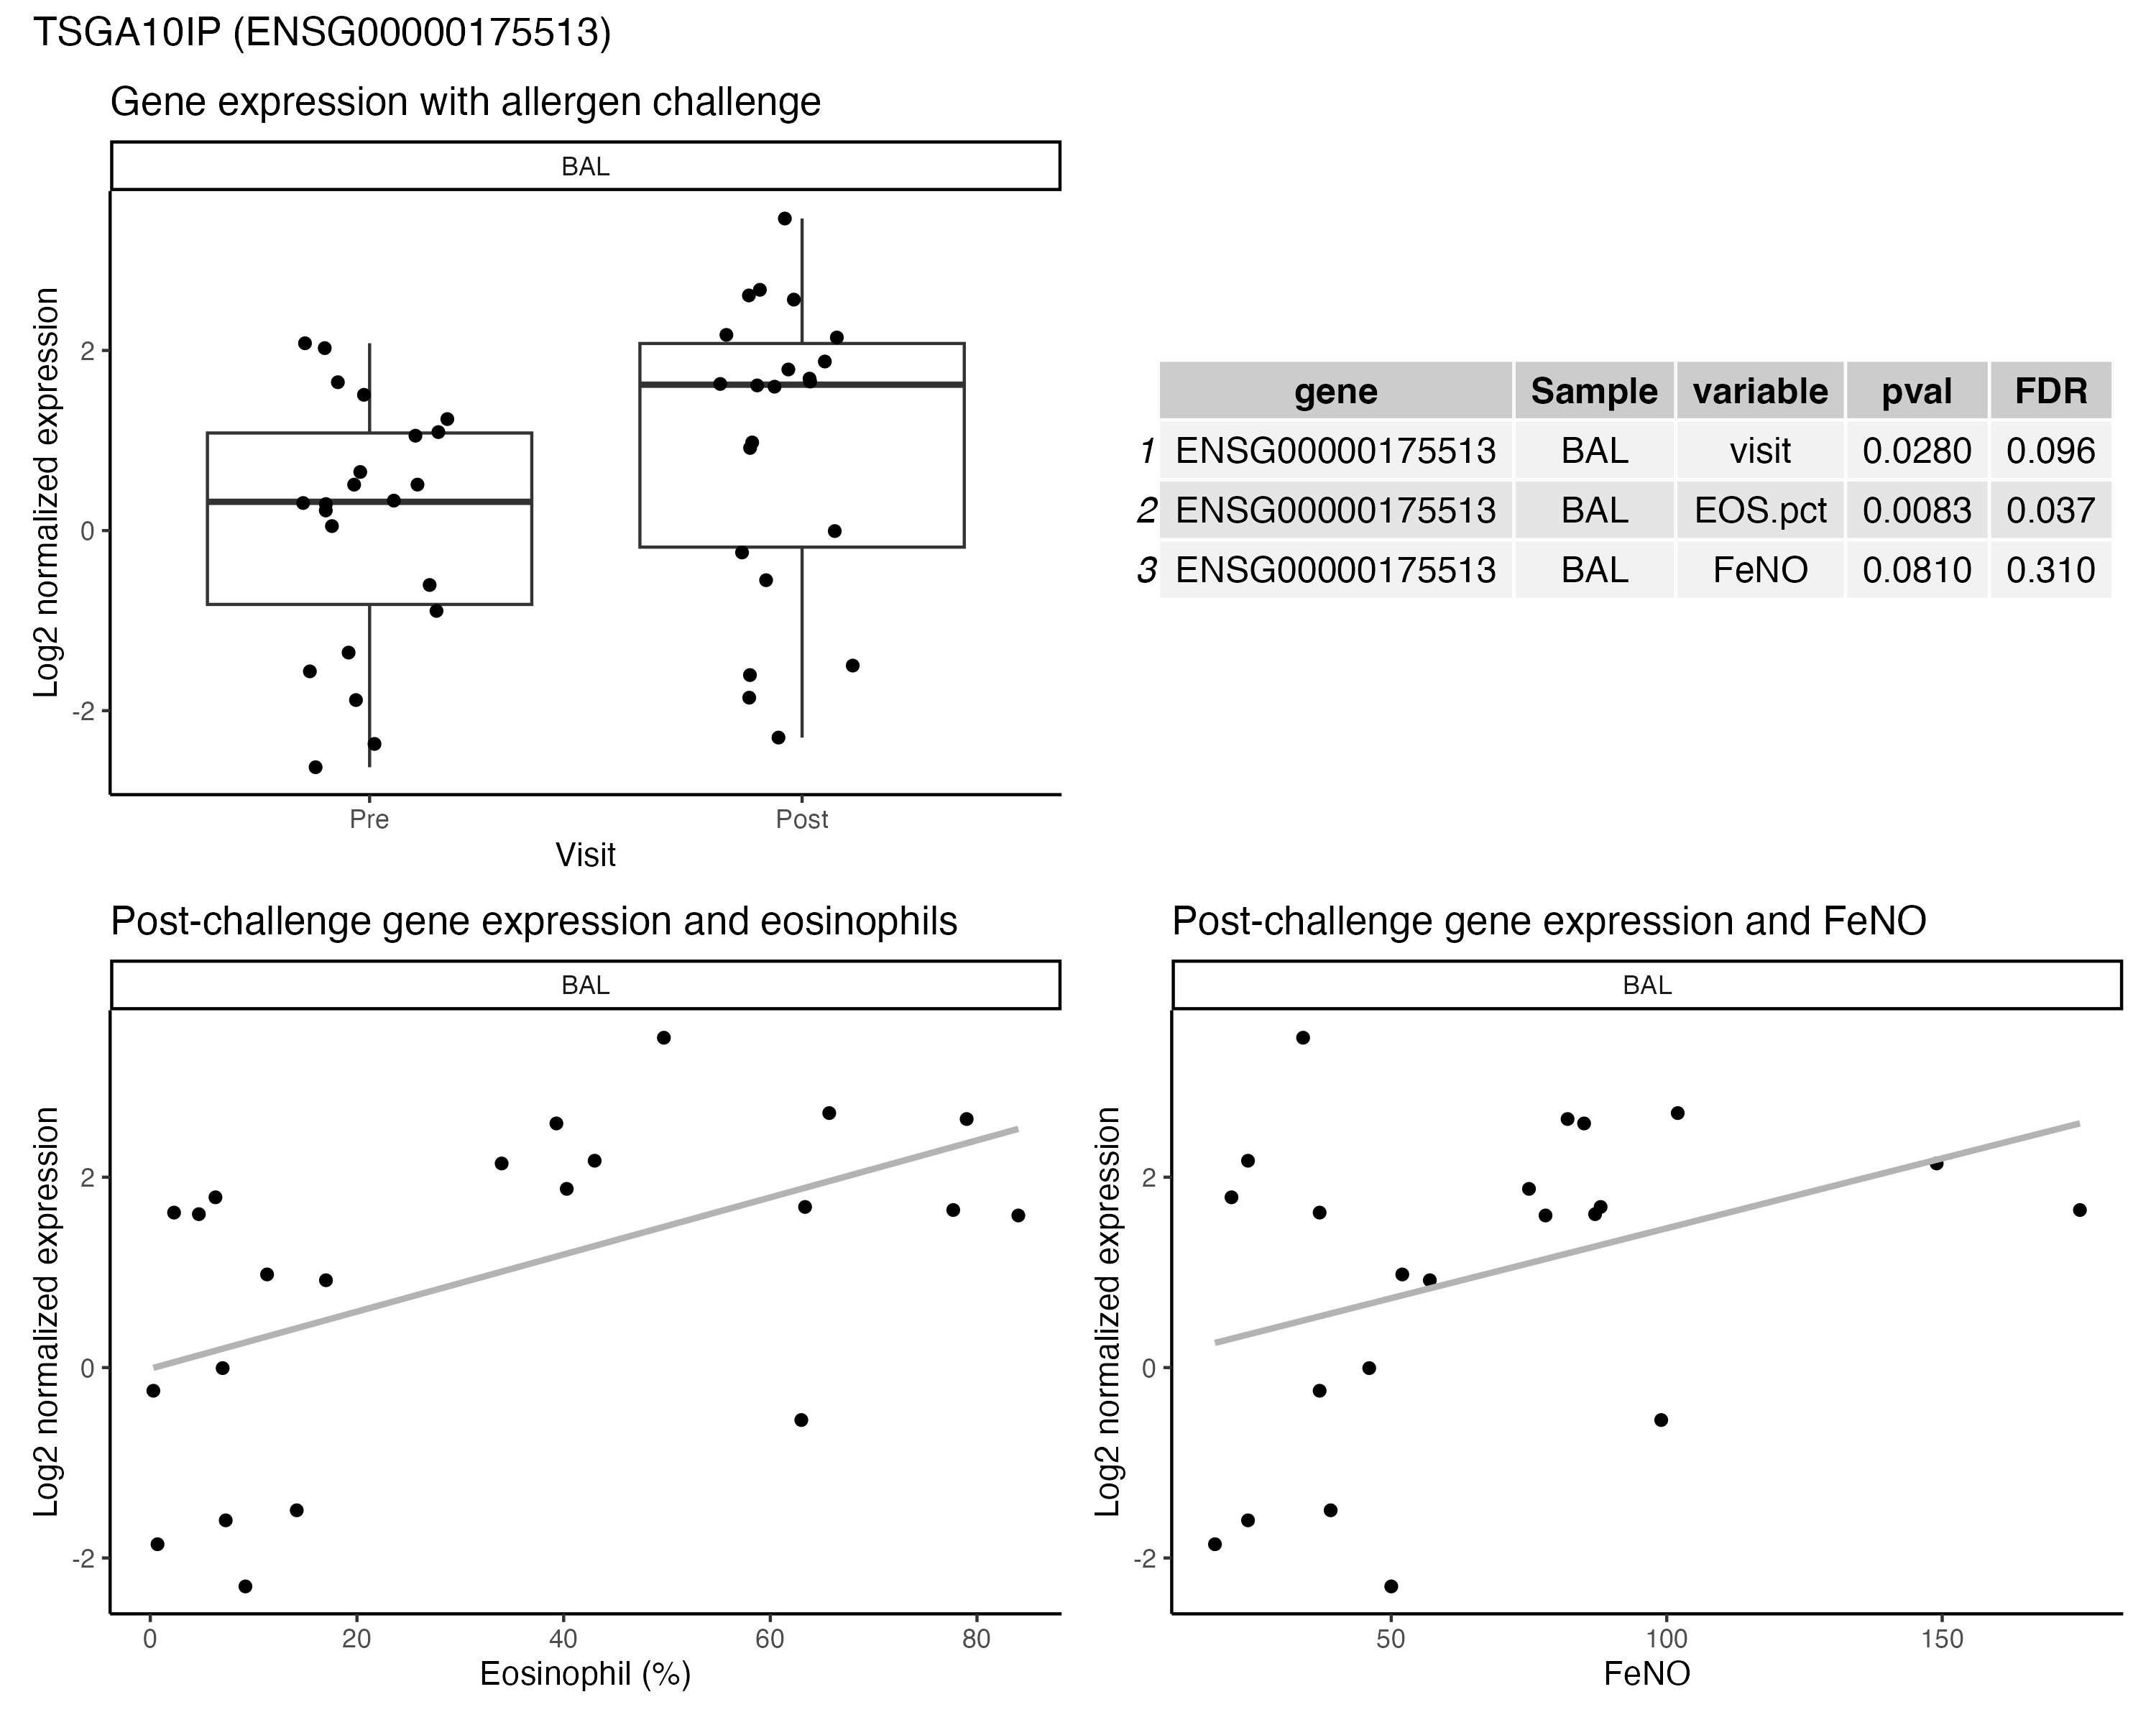 TSGA10IP (ENSG00000175513)
Gene expression with allergen challenge
BAL
Log2 normalized expression
2
0
-2
Pre
Post
Visit
gene Sample variable pval FDR
1 ENSG00000175513 BAL visit 0.0280 0.096
2 ENSG00000175513 BAL EOS.pct 0.0083 0.037
3 ENSG00000175513 BAL FeNO 0.0810 0.310
Post-challenge gene expression and eosinophils
BAL
Log2 normalized expression
2
0
-2
0 20 40 60 80
Eosinophil (%)
Post-challenge gene expression and FeNO
BAL
Log2 normalized expression
2
0
-2
50 100 150
FeNO